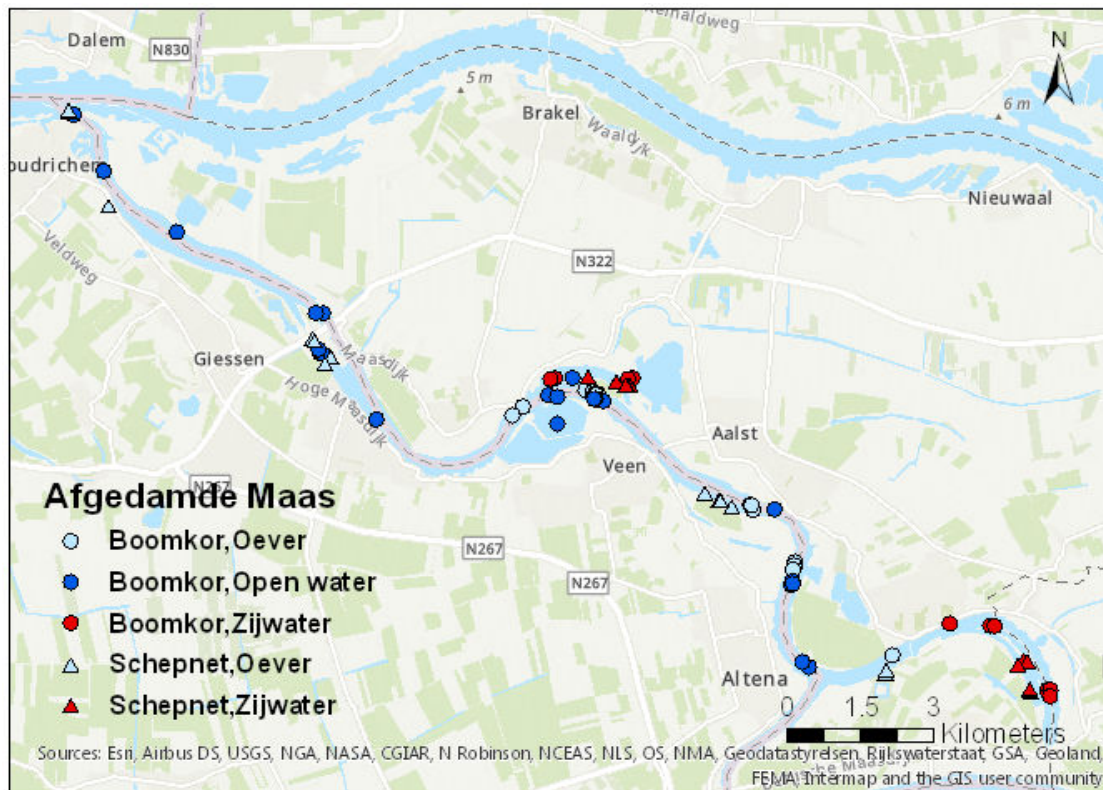 Dalem
N830
5 m
N
Brakel
6 m
Waaldijk
oudrichem
Nieuwaal
Veldweg
N322
Giessen
Maasdijk
Hoge Maasdijk
Aalst
Veen
N267
Afgedamde Maas
Boomkor,Oever
Boomkor,Open water
N267
N267
Boomkor,Zijwater
Schepnet,Oever
Altena
Schepnet,Zijwater
0 1.5 3
Kilometers
Sources: Esri, Airbus DS, USGS, NGA, NASA, CGIAR, N Robinson, NCEAS, NLS, OS, NMA, Geodatastyrelsen, Rijkswaterstaat, GSA, Geoland,
FEMA, Intermap and the GIS user community